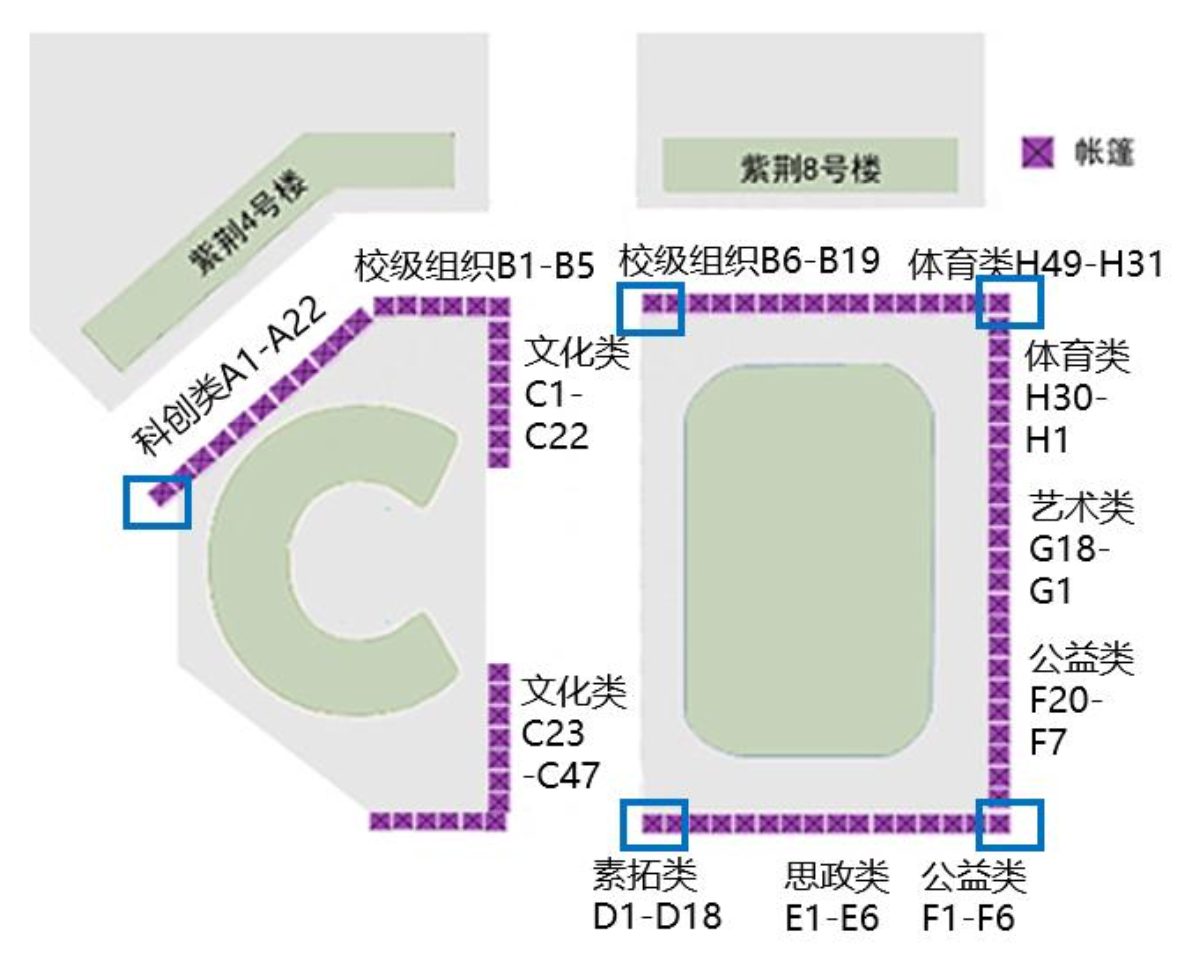 紫荆4号楼
紫荆8号楼
帐篷
校级组织B1-B5
校级组织B6-B19
体育类H49-H31
科创类A1-A22
文化类
C1-
C22
体育类
H30-
H1
艺术类
G18-
G1
公益类
F20-
F7
文化类
C23
-C47
素拓类
D1-D18
思政类
E1-E6
公益类
F1-F6